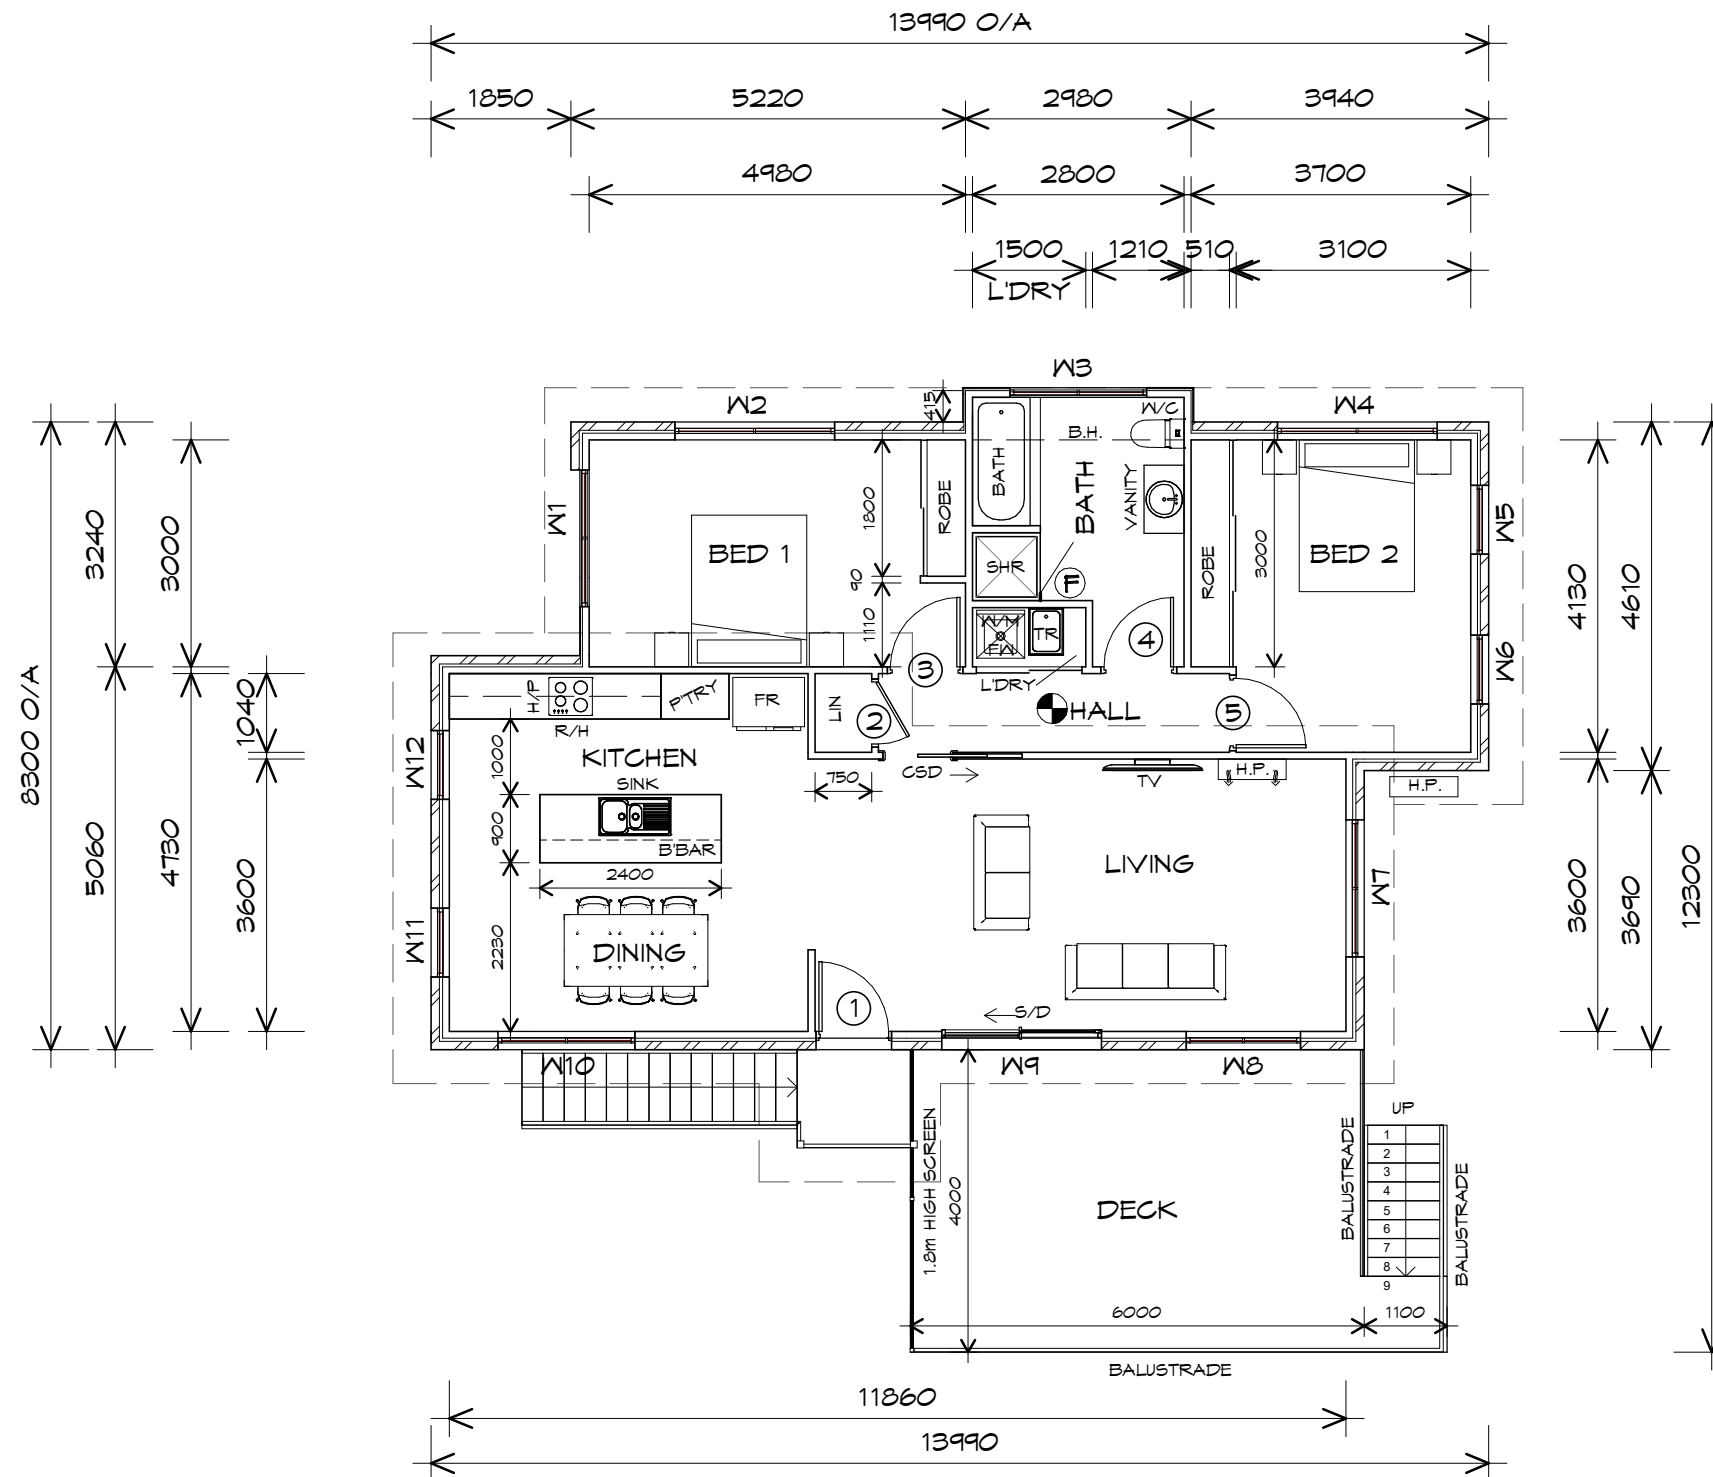 13990 O/A
1850
5220
2980
3940
4980
2800
3700
1500
1210
510
3100
L'DRY
W3
W2
415
W/C
W4
B.H.
BATH
BATH
VANITY
ROBE
1800
W1
BED 1
SHR
F
ROBE
3000
BED 2
W5
90
1110
W/M
FW
TR
4
W6
3
L'DRY
3240
3000
8300 O/A
1040
5060
4730
3600
4130
4610
3600
3690
12300
H/P
P'TRY
FR
LIN
2
HALL
5
R/H
KITCHEN
SINK
W12
1000
750
CSD
TV
H.P.
H.P.
900
B'BAR
2400
LIVING
W7
W11
2230
DINING
1
S/D
W10
W9
W8
1.8m HIGH SCREEN
4000
DECK
BALUSTRADE
UP
1
2
3
4
5
6
7
8
9
BALUSTRADE
6000
1100
BALUSTRADE
11860
13990